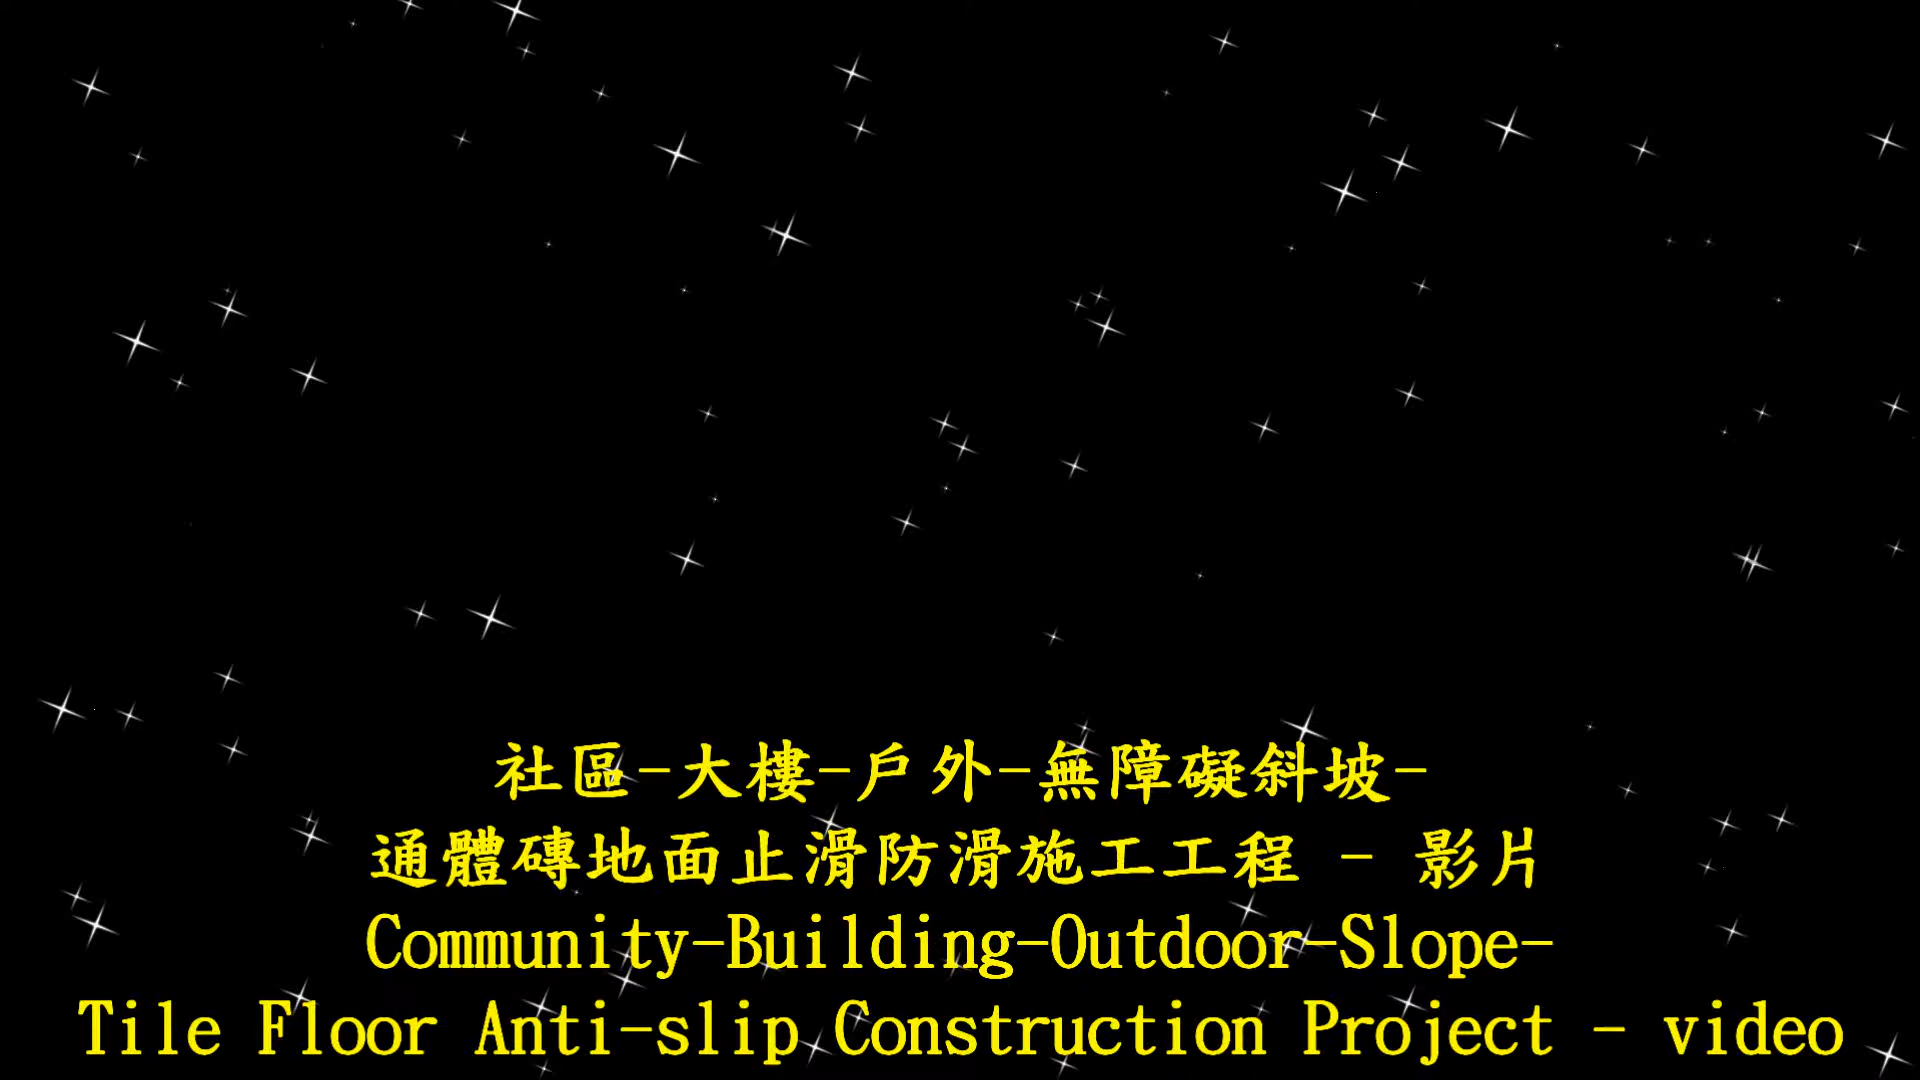 社區-大樓-戶外-無障礙斜坡-
通體磚地面止滑防滑施工工程 - 影片
Community-Building-Outdoor-Slope-
Tile Floor Anti-slip Construction Project - video